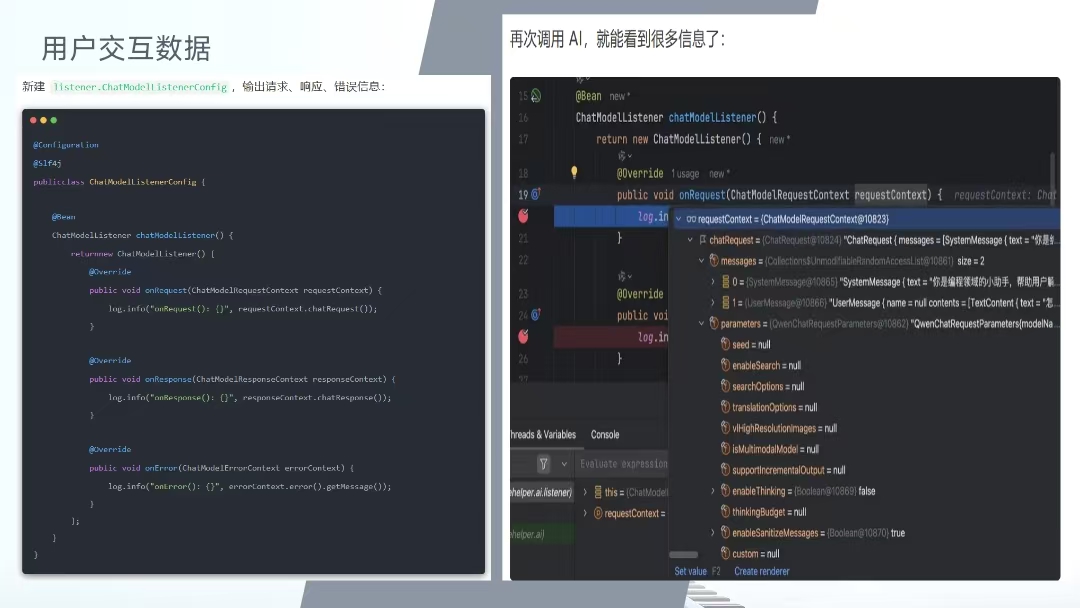 用户交互数据
新建 listener.ChatModelListenerConfig ，输出请求、响应、错误信息：
@Configuration
@Slf4j
publicclass ChatModelListenerConfig {
@Bean
ChatModelListener chatModelListener() {
returnnew ChatModelListener() {
@Override
public void onRequest(ChatModelRequestContext requestContext) {
log.info("onRequest(): {}", requestContext.chatRequest());
}
@Override
public void onResponse(ChatModelResponseContext responseContext) {
log.info("onResponse(): {}", responseContext.chatResponse());
}
@Override
public void onError(ChatModelErrorContext errorContext) {
log.info("onError(): {}", errorContext.error().getMessage());
}
};
}
}
再次调用 AI，就能看到很多信息了：
15 @Bean new *
16 ChatModelListener chatModelListener() {
17 return new ChatModelListener() { new *
18 @Override 1 usage new *
19 public void onRequest(ChatModelRequestContext requestContext) { requestContext: Cha
log.in
21 }
22
23 @Override
24 public voi
log.in
26 }
27
requestContext = {ChatModelRequestContext@10823}
chatRequest = {ChatRequest@10824} "ChatRequest { messages = [SystemMessage { text = "你是编...
messages = {Collections$UnmodifiableRandomAccessList@10861} size = 2
0 = {SystemMessage@10865} "SystemMessage { text = "你是编程领域的小助手，帮助用户解...
1 = {UserMessage@10866} "UserMessage { name = null contents = [TextContent { text = "怎...
parameters = {QwenChatRequestParameters@10862} "QwenChatRequestParameters{modelNa...
seed = null
enableSearch = null
searchOptions = null
translationOptions = null
vlHighResolutionImages = null
isMultimodalModel = null
supportIncrementalOutput = null
enableThinking = {Boolean@10869} false
thinkingBudget = null
enableSanitizeMessages = {Boolean@10870} true
custom = null
Set value F2 Create renderer
hreads & Variables Console
Evaluate expression
ehelper.ai.listener)
this = {ChatModel
requestContext =
helper.ai)